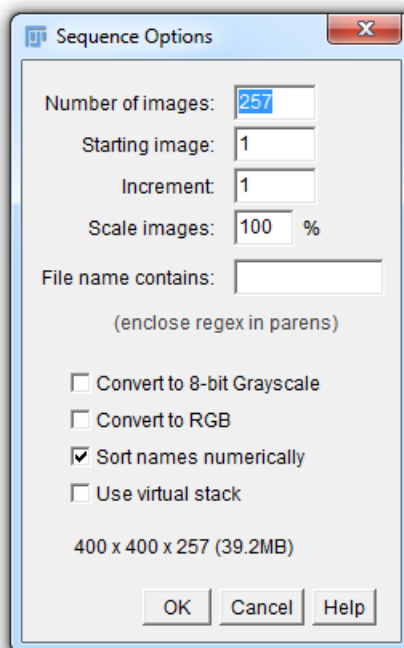 Sequence Options
Number of images: 257
Starting image: 1
Increment: 1
Scale images: 100 %
File name contains:
(enclose regex in parens)
Convert to 8-bit Grayscale
Convert to RGB
Sort names numerically
Use virtual stack
400 x 400 x 257 (39.2MB)
OK Cancel Help